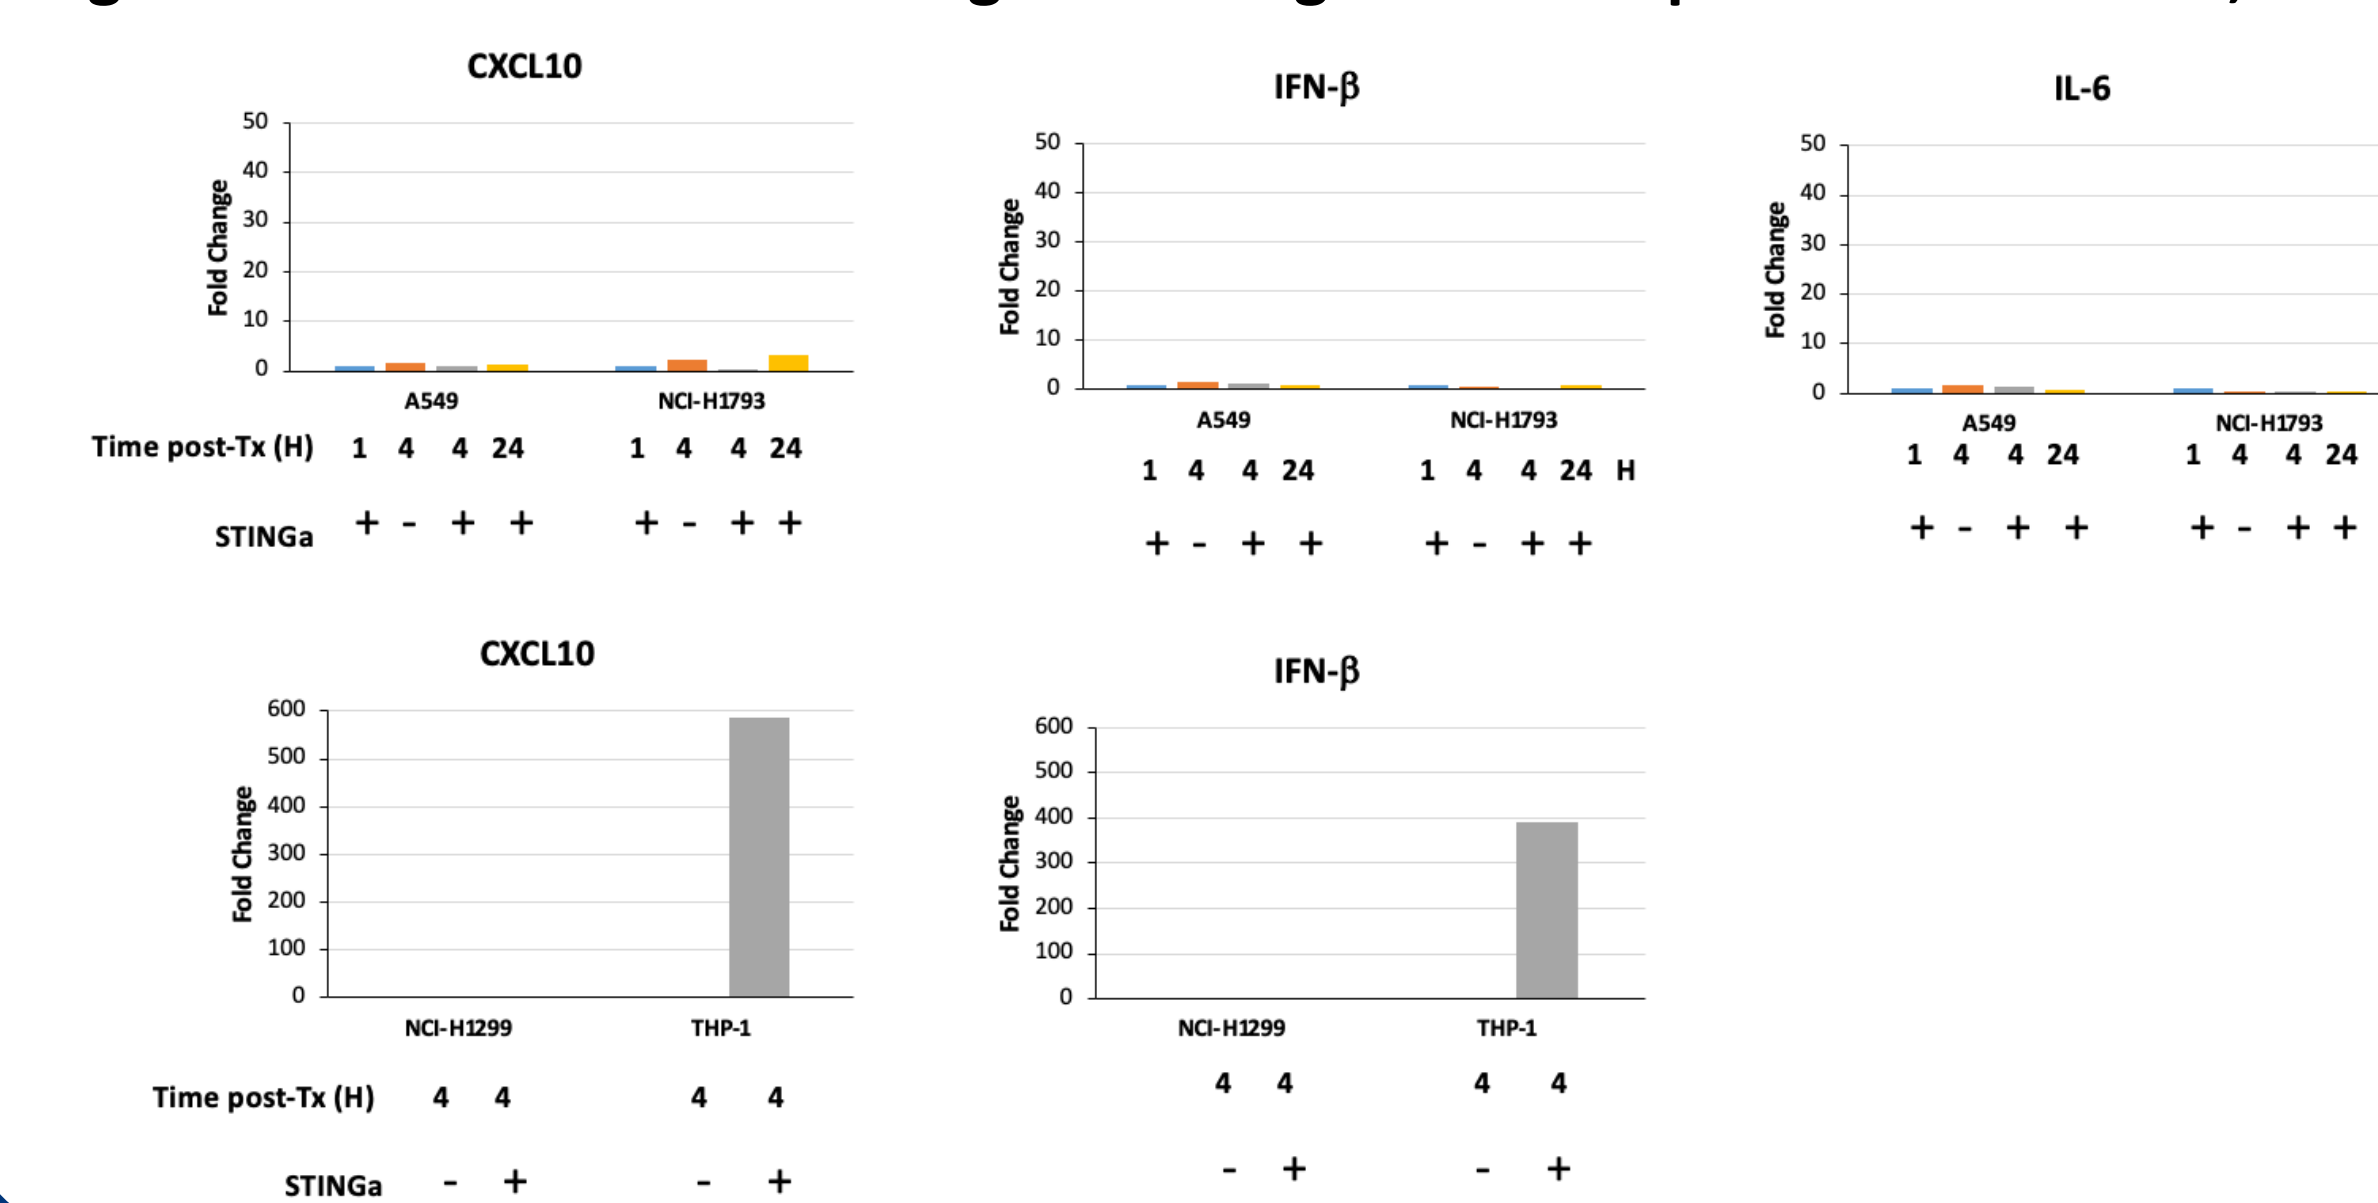 CXCL10
50
40
30
20
10
0
Fold Change
A549 NCI-H1793
Time post-Tx (H) 1 4 4 24 1 4 4 24
STINGa + - + + + - + +
IFN-β
50
40
30
20
10
0
Fold Change
A549 NCI-H1793
1 4 4 24 1 4 4 24 H
+ - + + + - + +
IL-6
50
40
30
20
10
0
Fold Change
A549 NCI-H1793
1 4 4 24 1 4 4 24
+ - + + + - + +
CXCL10
600
500
400
300
200
100
0
Fold Change
NCI-H1299 THP-1
Time post-Tx (H) 4 4 4 4
STINGa - + - +
IFN-β
600
500
400
300
200
100
0
Fold Change
NCI-H1299 THP-1
4 4 4 4
- + - +